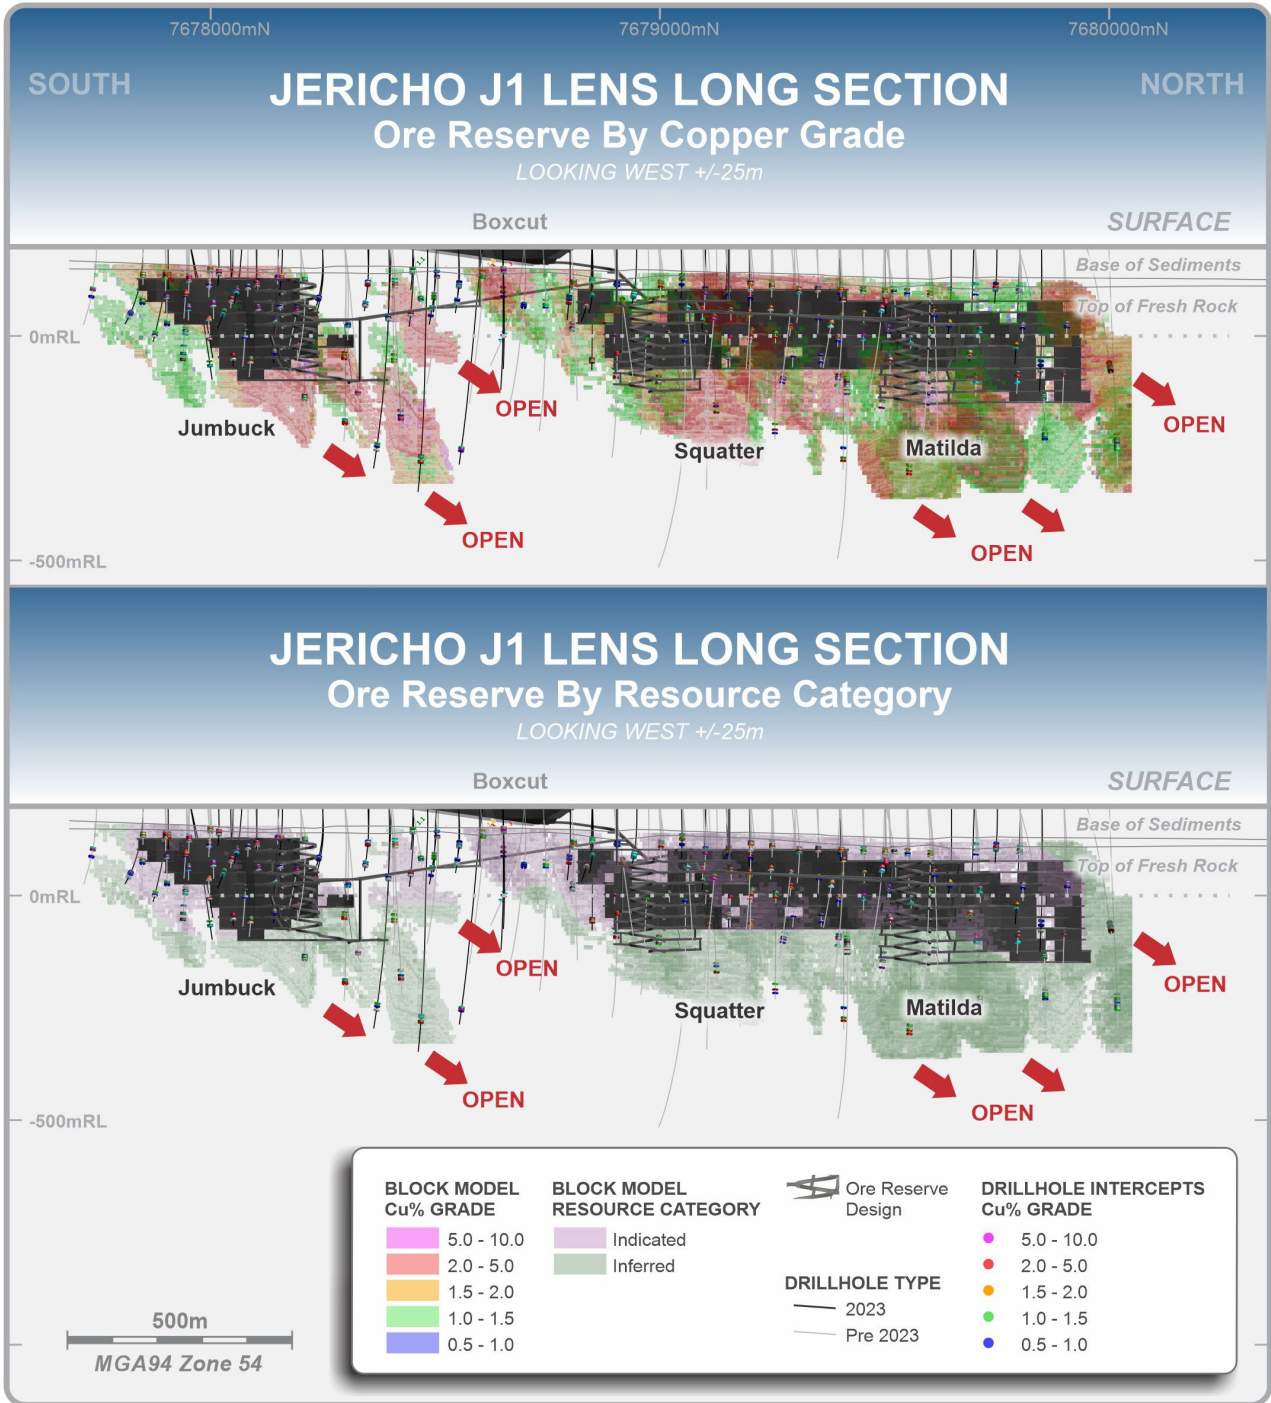 7678000mN 7679000mN 7680000mN
SOUTH NORTH
JERICHO J1 LENS LONG SECTION
Ore Reserve By Copper Grade
LOOKING WEST +/-25m
Boxcut SURFACE
Base of Sediments
Top of Fresh Rock
0mRL
OPEN
OPEN
Jumbuck
Squatter
Matilda
OPEN
OPEN
-500mRL
JERICHO J1 LENS LONG SECTION
Ore Reserve By Resource Category
LOOKING WEST +/-25m
Boxcut SURFACE
Base of Sediments
Top of Fresh Rock
0mRL
OPEN
OPEN
Jumbuck
Squatter
Matilda
OPEN
OPEN
-500mRL
BLOCK MODEL
Cu% GRADE
5.0 - 10.0
2.0 - 5.0
1.5 - 2.0
1.0 - 1.5
0.5 - 1.0
BLOCK MODEL
RESOURCE CATEGORY
Indicated
Inferred
Ore Reserve
Design
DRILLHOLE TYPE
2023
Pre 2023
DRILLHOLE INTERCEPTS
Cu% GRADE
5.0 - 10.0
2.0 - 5.0
1.5 - 2.0
1.0 - 1.5
0.5 - 1.0
500m
MGA94 Zone 54